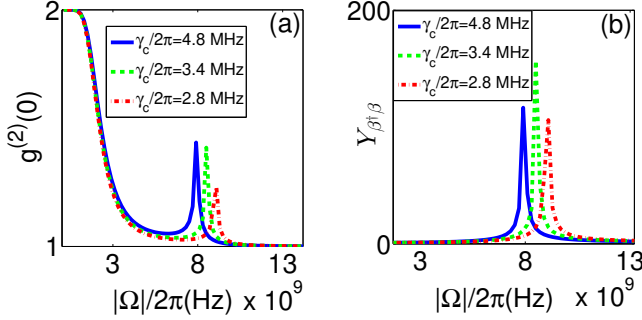 (a)
2
γc/2π=4.8 MHz
γc/2π=3.4 MHz
γc/2π=2.8 MHz
g(2)(0)
1
3 8 13
|Ω|/2π(Hz) x 10^9
(b)
200
γc/2π=4.8 MHz
γc/2π=3.4 MHz
γc/2π=2.8 MHz
Yβ†β
0
3 8 13
|Ω|/2π(Hz) x 10^9